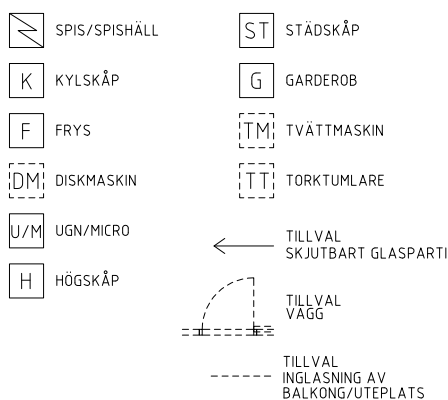 SPIS/SPISHÄLL
K KYLSKÅP
F FRYS
DM DISKMASKIN
U/M UGN/MICRO
H HÖGSKÅP
ST STÄDSKÅP
G GARDEROB
TM TVÄTTMASKIN
TT TORKTUMLARE
TILLVAL
SKJUTBART GLASPARTI
TILLVAL
VÄGG
TILLVAL
INGLASNING AV
BALKONG/UTEPLATS